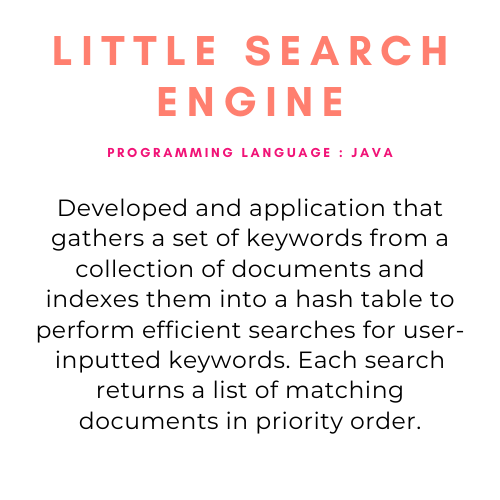 LITTLE SEARCH
ENGINE
PROGRAMMING LANGUAGE : JAVA
Developed and application that
gathers a set of keywords from a
collection of documents and
indexes them into a hash table to
perform efficient searches for user-
inputted keywords. Each search
returns a list of matching
documents in priority order.